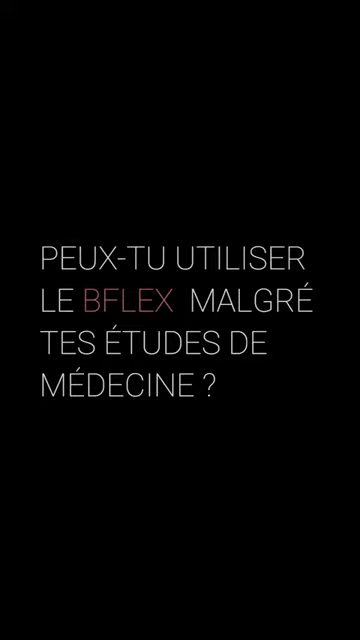 PEUX-TU UTILISER
LE BFLEX MALGRÉ
TES ÉTUDES DE
MÉDECINE ?